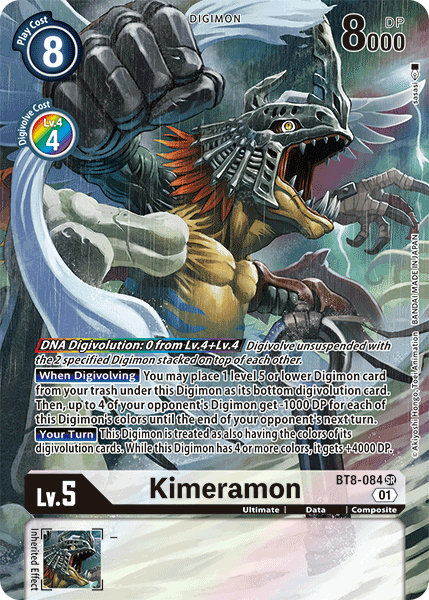 Play Cost
8
DIGIMON
DP
8000
Digivolve Cost
Lv.4
4
sasasi
DNA Digivolution: 0 from Lv.4+Lv.4 Digivolve unsuspended with
the 2 specified Digimon stacked on top of each other.
When Digivolving You may place 1 level 5 or lower Digimon card
from your trash under this Digimon as its bottom digivolution card.
Then, up to 4 of your opponent's Digimon get -1000 DP for each of
this Digimon's colors until the end of your opponent's next turn.
Your Turn This Digimon is treated as also having the colors of its
digivolution cards. While this Digimon has 4 or more colors, it gets +4000 DP.
©Akiyoshi Hongo, Toei Animation BANDAI MADE IN JAPAN
Lv.5
Kimeramon
BT8-084 SR
01
Ultimate | Data | Composite
Inherited Effect
–